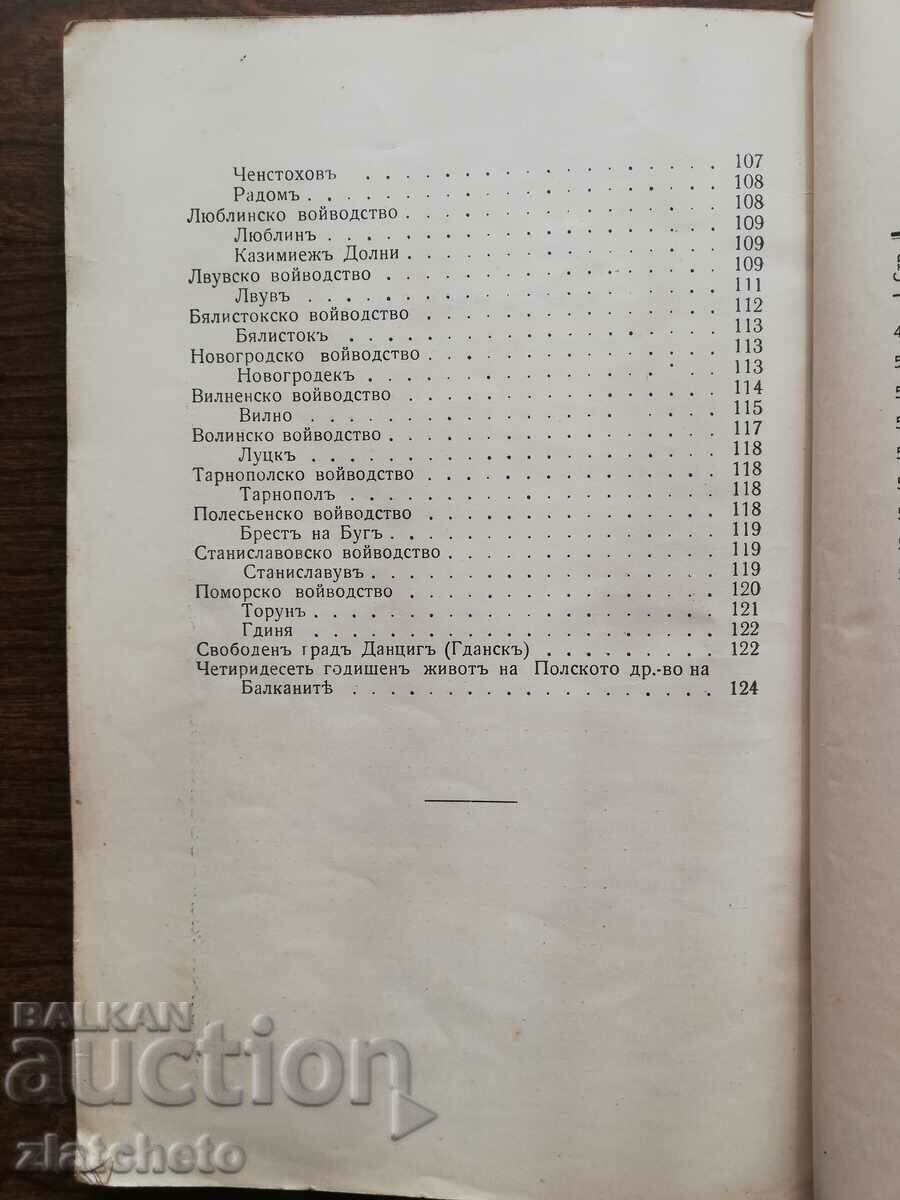 Ченстоховъ . . . . . . . . . . . . . . . . 107
Радомъ . . . . . . . . . . . . . . . . 108
Люблинско войводство . . . . . . . . . . . . . . . . 108
Люблинъ . . . . . . . . . . . . . . . . 109
Казимиежъ Долни . . . . . . . . . . . . . . . . 109
Лвувско войводство . . . . . . . . . . . . . . . . 109
Лвувъ . . . . . . . . . . . . . . . . 111
Бялистокско войводство . . . . . . . . . . . . . . . . 112
Бялистокъ . . . . . . . . . . . . . . . . 113
Новогродско войводство . . . . . . . . . . . . . . . . 113
Новогродекъ . . . . . . . . . . . . . . . . 113
Вилненско войводство . . . . . . . . . . . . . . . . 114
Вилно . . . . . . . . . . . . . . . . 115
Волинско войводство . . . . . . . . . . . . . . . . 117
Луцкъ . . . . . . . . . . . . . . . . 118
Тарнополско войводство . . . . . . . . . . . . . . . . 118
Тарнополъ . . . . . . . . . . . . . . . . 118
Полесьенско войводство . . . . . . . . . . . . . . . . 118
Брестъ на Бугъ . . . . . . . . . . . . . . . . 119
Станиславовско войводство . . . . . . . . . . . . . . 119
Станиславувъ . . . . . . . . . . . . . . . . 119
Поморско войводство . . . . . . . . . . . . . . . . 120
Торунъ . . . . . . . . . . . . . . . . 121
Гдиня . . . . . . . . . . . . . . . . 122
Свободенъ градъ Данцигъ (Гданскъ) . . . . . . . . . 122
Четиридесеть годишенъ животъ на Полското др.-во на
Балканитѣ . . . . . . . . . . . . . . . . 124
BALKAN
auction
zlatcheto